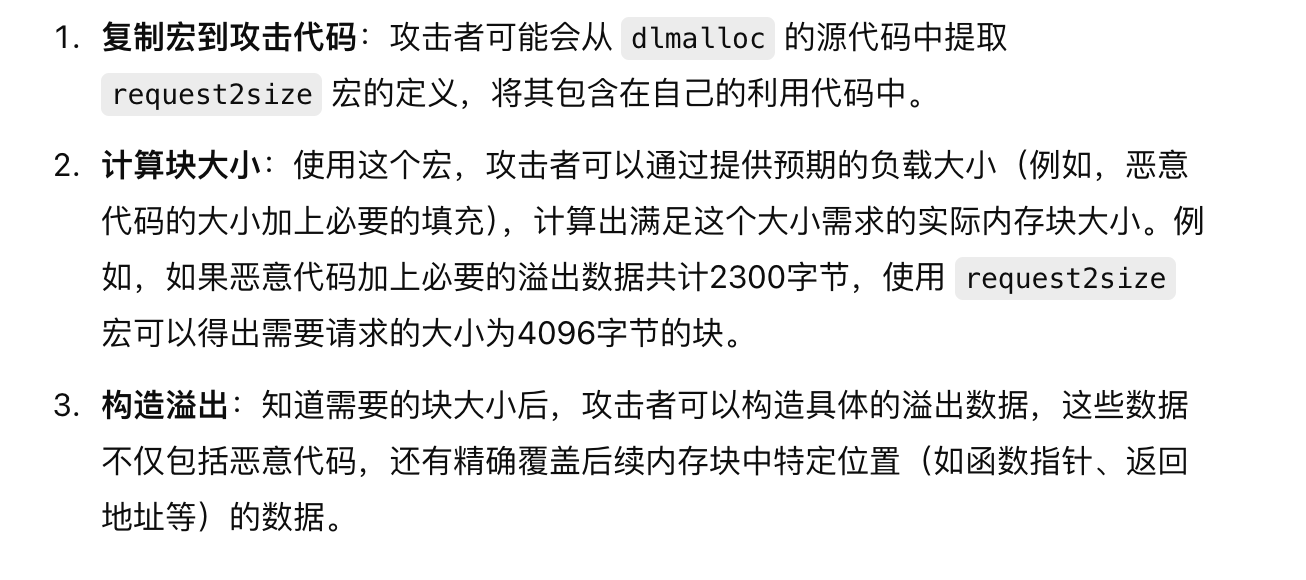 1. 复制宏到攻击代码：攻击者可能会从 dlmalloc 的源代码中提取
request2size 宏的定义，将其包含在自己的利用代码中。
2. 计算块大小：使用这个宏，攻击者可以通过提供预期的负载大小（例如，恶意
代码的大小加上必要的填充），计算出满足这个大小需求的实际内存块大小。例
如，如果恶意代码加上必要的溢出数据共计2300字节，使用 request2size
宏可以得出需要请求的大小为4096字节的块。
3. 构造溢出：知道需要的块大小后，攻击者可以构造具体的溢出数据，这些数据
不仅包括恶意代码，还有精确覆盖后续内存块中特定位置（如函数指针、返回
地址等）的数据。